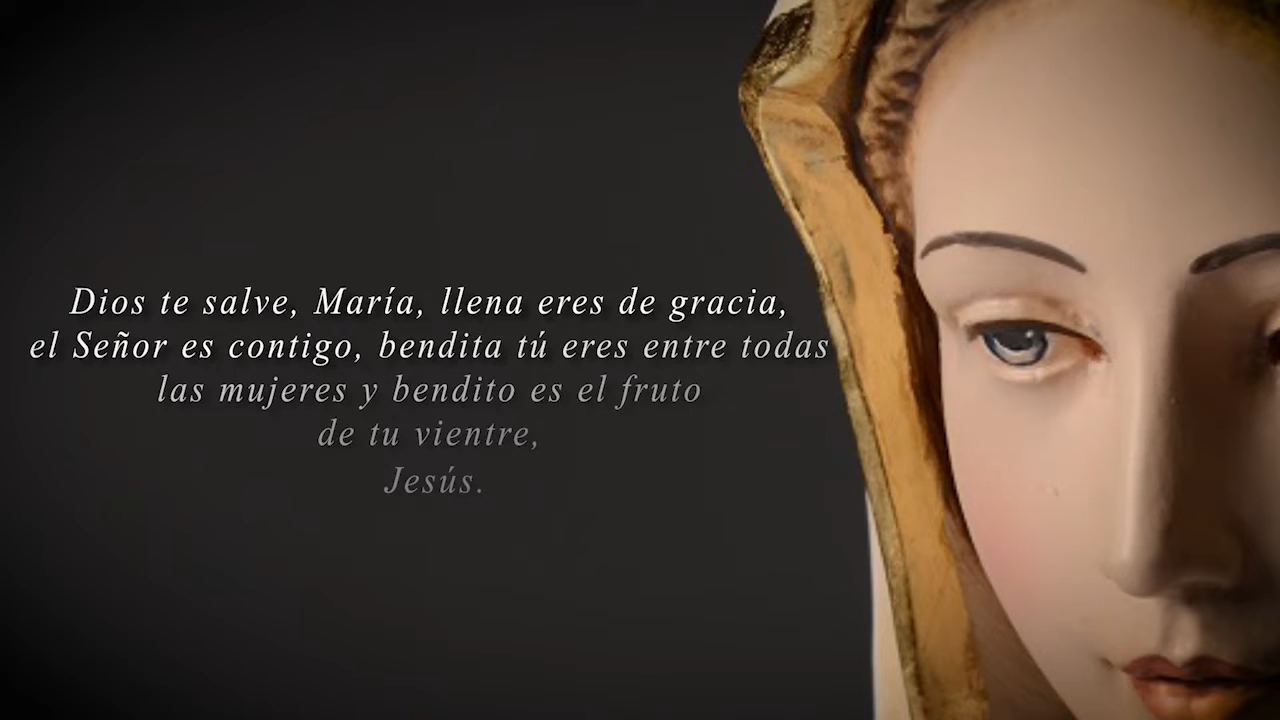 Dios te salve, María, llena eres de gracia,
el Señor es contigo, bendita tú eres entre todas
las mujeres y bendito es el fruto
de tu vientre,
Jesús.